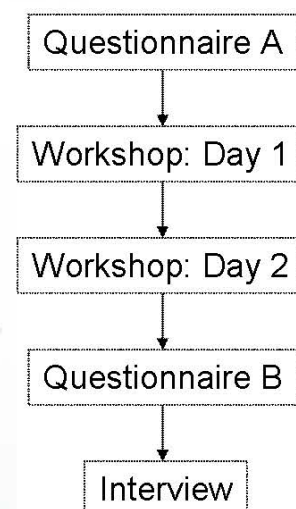 Questionnaire A
Workshop: Day 1
Workshop: Day 2
Questionnaire B
Interview